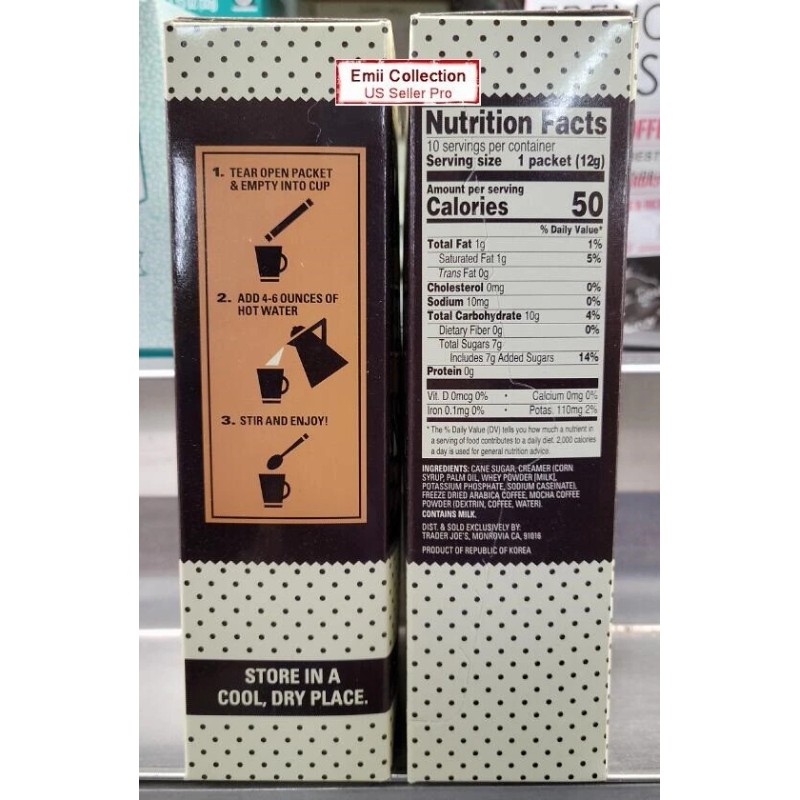 Emii Collection
US Seller Pro
1. TEAR OPEN PACKET
& EMPTY INTO CUP
2. ADD 4-6 OUNCES OF
HOT WATER
3. STIR AND ENJOY!
STORE IN A
COOL, DRY PLACE.
Nutrition Facts
10 servings per container
Serving size 1 packet (12g)
Amount per serving
Calories 50
% Daily Value*
Total Fat 1g 1%
Saturated Fat 1g 5%
Trans Fat 0g
Cholesterol 0mg 0%
Sodium 10mg 0%
Total Carbohydrate 10g 4%
Dietary Fiber 0g 0%
Total Sugars 7g
Includes 7g Added Sugars 14%
Protein 0g
Vit. D 0mcg 0% • Calcium 0mg 0%
Iron 0.1mg 0% • Potas. 110mg 2%
* The % Daily Value (DV) tells you how much a nutrient in
a serving of food contributes to a daily diet. 2,000 calories
a day is used for general nutrition advice.
INGREDIENTS: CANE SUGAR, CREAMER (CORN
SYRUP, PALM OIL, WHEY POWDER [MILK],
POTASSIUM PHOSPHATE, SODIUM CASEINATE),
FREEZE DRIED ARABICA COFFEE, MOCHA COFFEE
POWDER (DEXTRIN, COFFEE, WATER).
CONTAINS MILK.
DIST. & SOLD EXCLUSIVELY BY:
TRADER JOE'S, MONROVIA CA, 91016
PRODUCT OF REPUBLIC OF KOREA